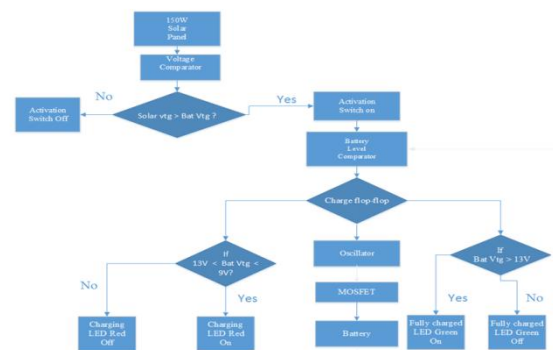 150W
Solar
Panel
Voltage
Comparator
No
Solar vtg > Bat Vtg ?
Yes
Activation
Switch Off
Activation
Switch on
Battery
Level
Comparator
Charge flop-flop
If
13V < Bat Vtg <
9V?
Oscillator
If
Bat Vtg > 13V
No
Yes
MOSFET
Yes
No
Charging
LED Red
Off
Charging
LED Red
On
Battery
Fully charged
LED Green
On
Fully charged
LED Green
Off